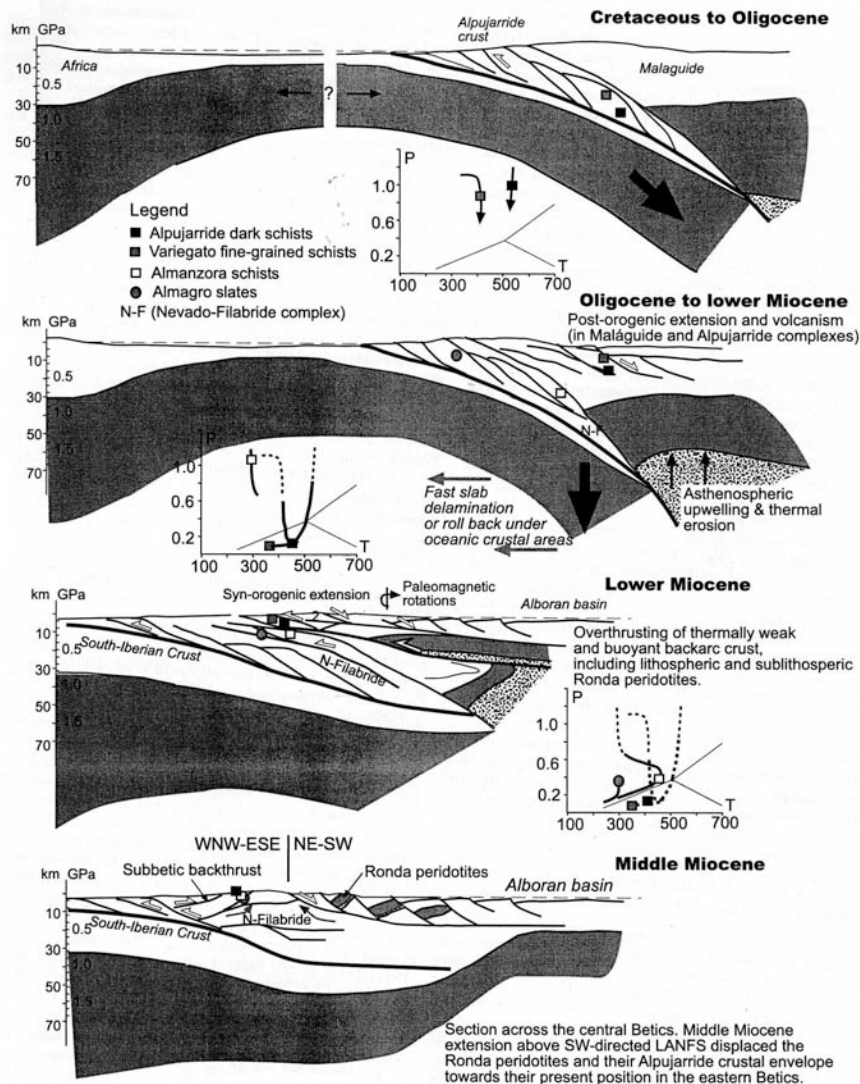 Cretaceous to Oligocene
km GPa
Alpujarride
crust
Africa
Malaguide
10
0.5
30
1.0
50
1.5
70
?
P
1.0
0.6
0.2
T
100 300 500 700
Legend
Alpujarride dark schists
Variegato fine-grained schists
Almanzora schists
Almagro slates
N-F (Nevado-Filabride complex)
Oligocene to lower Miocene
Post-orogenic extension and volcanism
(in Maláguide and Alpujarride complexes)
km GPa
10
0.5
30
1.0
50
70
N-F
P
1.0
0.6
0.2
T
100 300 500 700
Fast slab
delamination
or roll back under
oceanic crustal areas
Asthenospheric
upwelling & thermal
erosion
Lower Miocene
km GPa
Syn-orogenic extension
Paleomagnetic
rotations
Alboran basin
10
0.5
30
1.0
50
1.5
70
South-Iberian Crust
N-Filabride
Overthrusting of thermally weak
and buoyant backarc crust,
including lithospheric and sublithosperic
Ronda peridotites.
P
1.0
0.6
0.2
T
100 300 500 700
WNW-ESE NE-SW
Middle Miocene
km GPa
Subbetic backthrust
Ronda peridotites
Alboran basin
10
0.5
30
1.0
50
1.5
70
South-Iberian Crust
N-Filabride
Section across the central Betics. Middle Miocene
extension above SW-directed LANFS displaced the
Ronda peridotites and their Alpujarride crustal envelope
towards their present position in the eastern Betics.